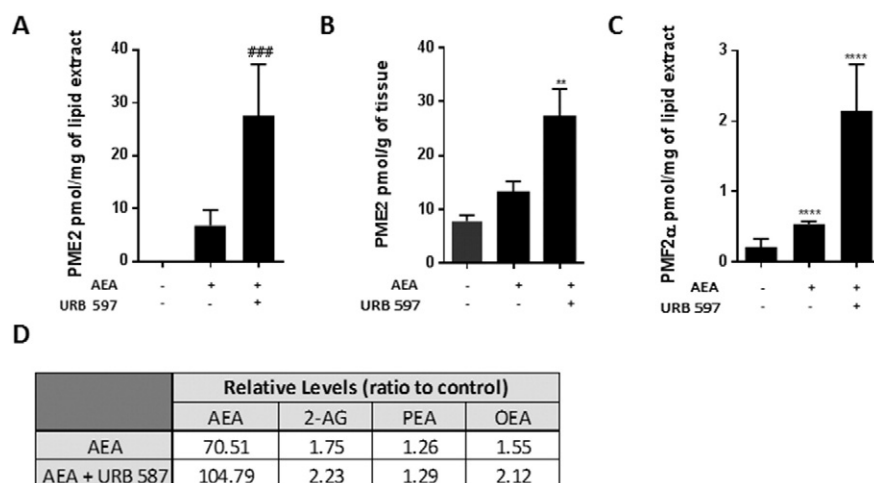 A
PME2 pmol/mg of lipid extract
40
30
20
10
0
###
AEA - + +
URB 597 - - +
B
PME2 pmol/g of tissue
40
30
20
10
0
**
AEA - + +
URB 597 - - +
C
PMF2α pmol/mg of lipid extract
3
2
1
0
****
****
AEA - + +
URB 597 - - +
D
Relative Levels (ratio to control)
AEA 2-AG PEA OEA
AEA 70.51 1.75 1.26 1.55
AEA + URB 587 104.79 2.23 1.29 2.12